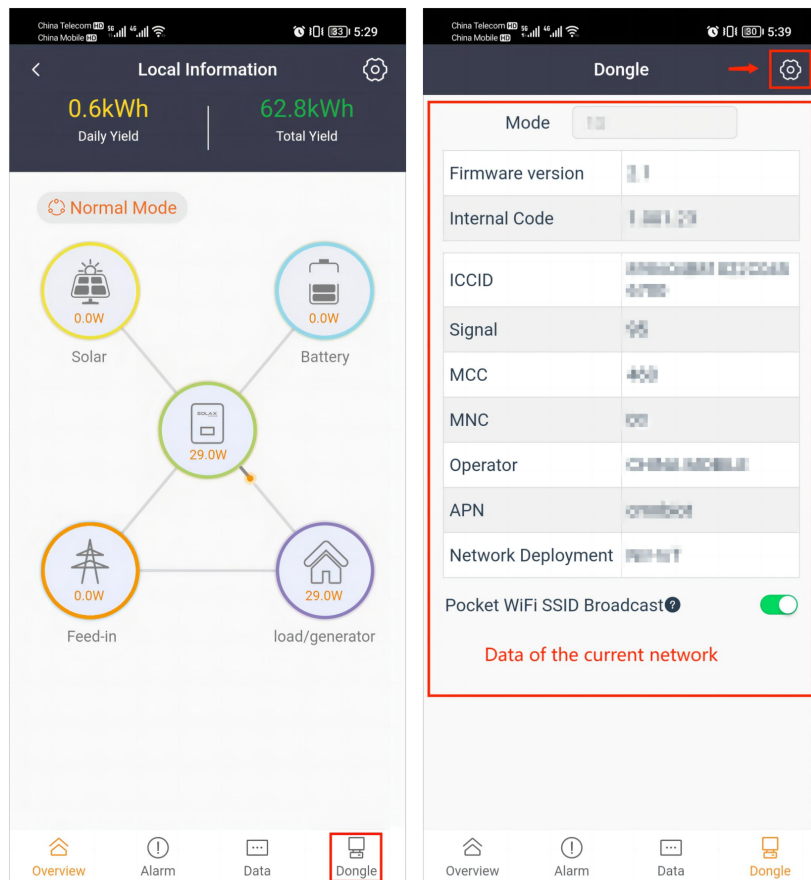 China Telecom HD 5G 4G
China Mobile HD
33 5:29
Local Information
0.6kWh
62.8kWh
Daily Yield
Total Yield
Normal Mode
0.0W
0.0W
Solar
Battery
SOLAX
29.0W
0.0W
29.0W
Feed-in
load/generator
Overview
Alarm
Data
Dongle
China Telecom HD 5G 4G
China Mobile HD
30 5:39
Dongle
Mode
Firmware version
Internal Code
ICCID
Signal
MCC
MNC
Operator
APN
Network Deployment
Pocket WiFi SSID Broadcast?
Data of the current network
Overview
Alarm
Data
Dongle